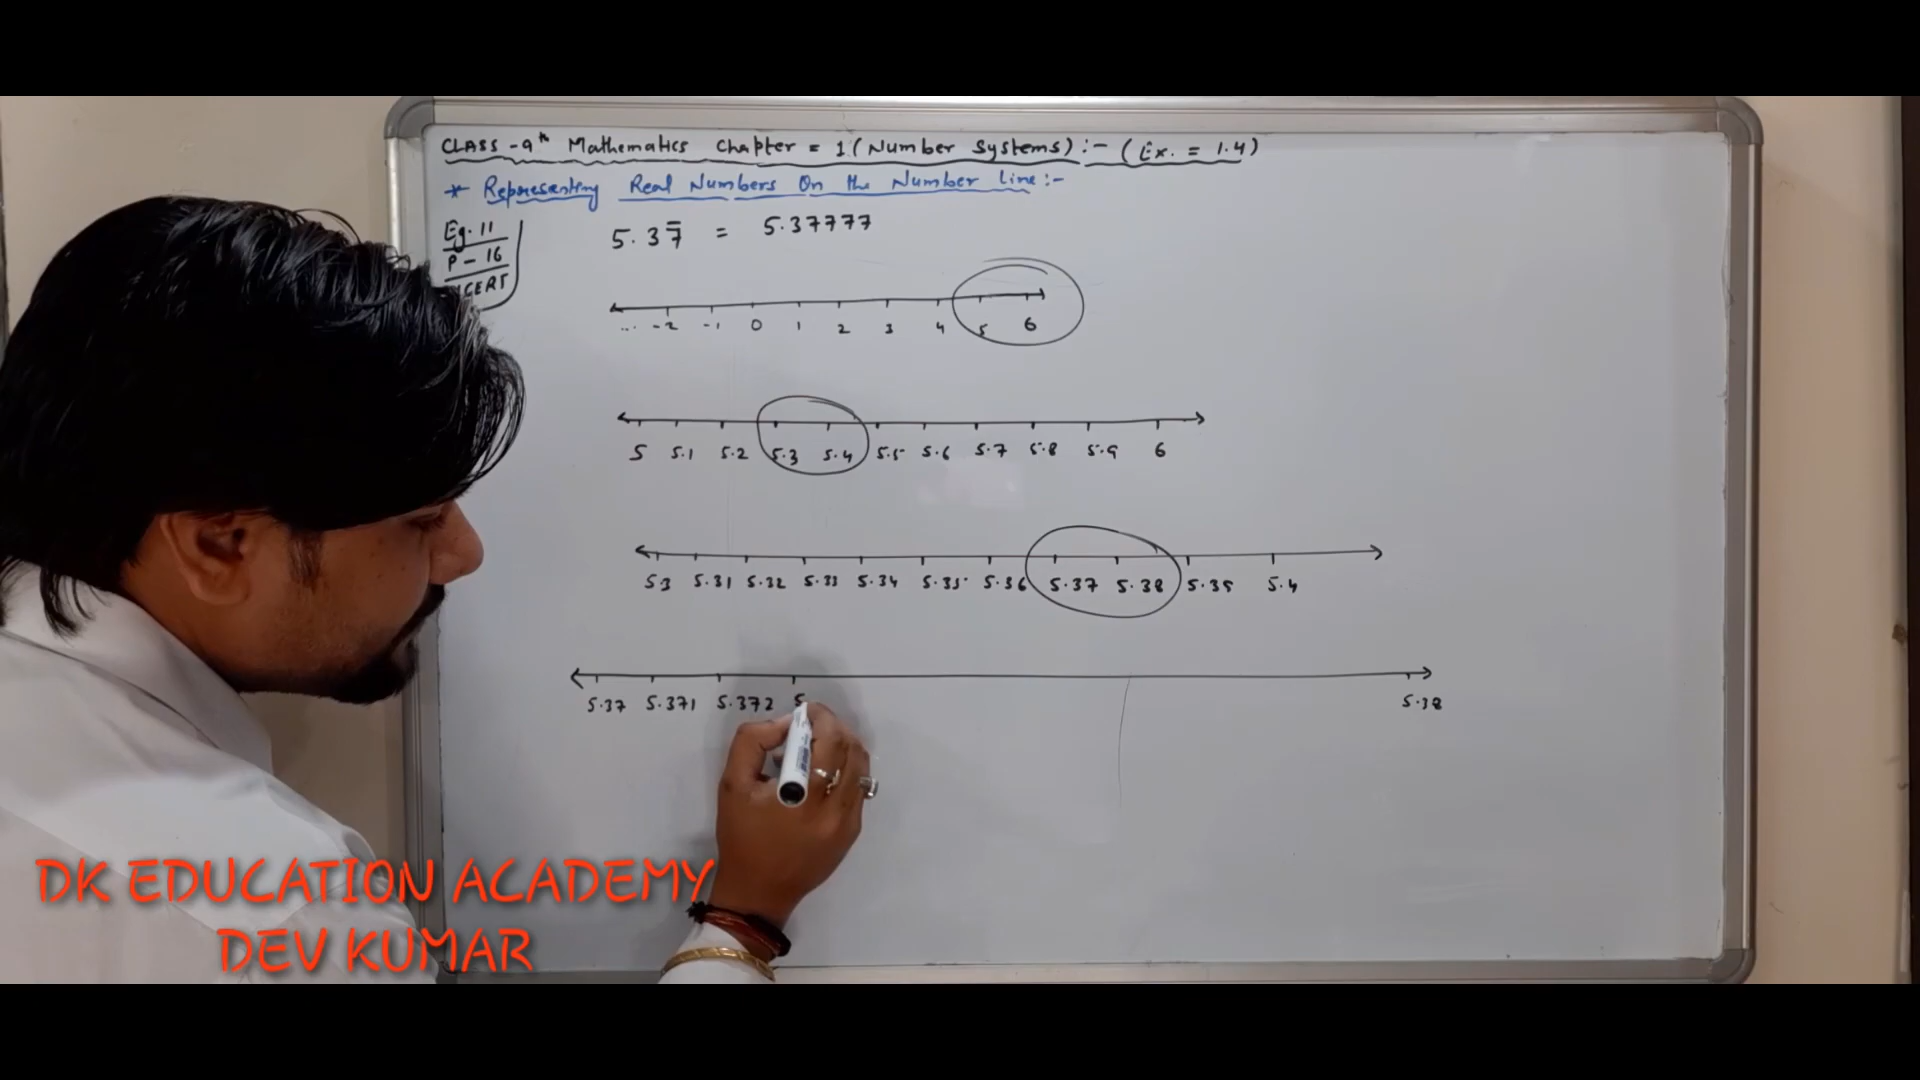 CLASS - 9th Mathematics Chapter = 1 (Number Systems) :- (Ex. = 1.4)
* Representing Real Numbers On the Number Line :-
Eg. 11
P - 16
CERT
5.37̅ = 5.37777
... -2 -1 0 1 2 3 4 5 6
5 5.1 5.2 5.3 5.4 5.5 5.6 5.7 5.8 5.9 6
5.3 5.31 5.32 5.33 5.34 5.35 5.36 5.37 5.38 5.39 5.4
5.37 5.371 5.372 5 5.38
DK EDUCATION ACADEMY
DEV KUMAR